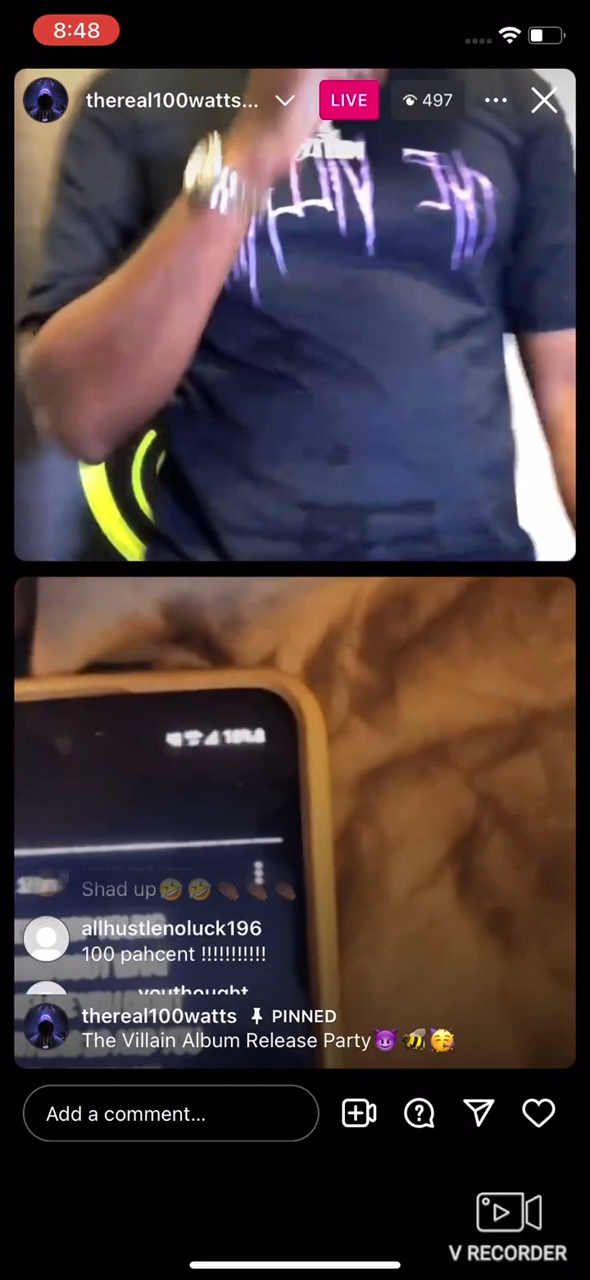 8:48
thereal100watts...
LIVE
497
Shad up🤣🤣👏🏾👏🏾👏🏾
allhustlenoluck196
100 pahcent !!!!!!!!!!!
youthought
thereal100watts PINNED
The Villain Album Release Party😈🐝🥳
Add a comment...
V RECORDER